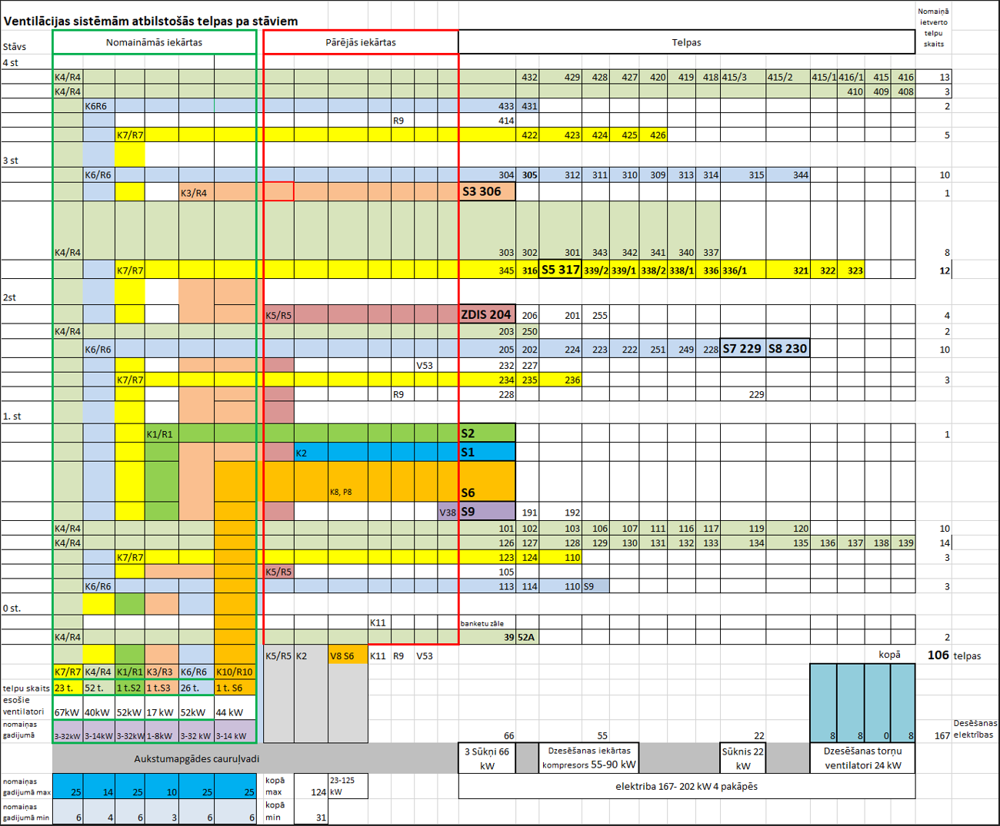 Ventilācijas sistēmām atbilstošās telpas pa stāviem
Nomaiņā ietverto telpu skaits
Stāvs Nomaināmās iekārtas Pārējās iekārtas Telpas
4 st
K4/R4 432 429 428 427 420 419 418 415/3 415/2 415/1 416/1 415 416 13
K4/R4 410 409 408 3
K6R6 433 431 2
R9 414
K7/R7 422 423 424 425 426 5
3 st
K6/R6 304 305 312 311 310 309 313 314 315 344 10
K3/R4 S3 306 1
K4/R4 303 302 301 343 342 341 340 337 8
K7/R7 345 316 S5 317 339/2 339/1 338/2 338/1 336 336/1 321 322 323 12
2st
K5/R5 ZDIS 204 206 201 255 4
K4/R4 203 250 2
K6/R6 205 202 224 223 222 251 249 228 S7 229 S8 230 10
V53 232 227
K7/R7 234 235 236 3
R9 228 229
1. st
K1/R1 S2 1
K2 S1
K8, P8 S6
V38 S9 191 192
K4/R4 101 102 103 106 107 111 116 117 119 120 10
K4/R4 126 127 128 129 130 131 132 133 134 135 136 137 138 139 14
K7/R7 123 124 110 3
K5/R5 105
K6/R6 113 114 110 S9 3
0 st.
K11 banketu zāle
K4/R4 39 52A 2
K5/R5 K2 V8 S6 K11 R9 V53 kopā 106 telpas
K7/R7 K4/R4 K1/R1 K3/R3 K6/R6 K10/R10
telpu skaits 23 t. 52 t. 1 t.S2 1 t.S3 26 t. 1 t. S6
esošie ventilatori 67kW 40kW 52kW 17 kW 52kW 44 kW
nomaiņas gadījumā 3-32kW 3-14kW 3-32kW 1-8kW 3-32 kW 3-14 kW 66 55 22 8 8 0 8 167 Dzesēšanas elektrības
Aukstumapgādes cauruļvadi 3 Sūkņi 66 kW Dzesēšanas iekārtas kompresors 55-90 kW Sūknis 22 kW Dzesēšanas torņu ventilatori 24 kW
nomaiņas gadījumā max 25 14 25 10 25 25 kopā max 124 23-125 kW elektriba 167- 202 kW 4 pakāpēs
nomaiņas gadījumā min 6 4 6 3 6 6 kopā min 31